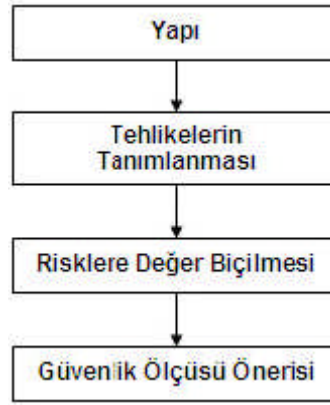 Yapı
Tehlikelerin
Tanımlanması
Risklere Değer Biçilmesi
Güvenlik Ölçüsü Önerisi